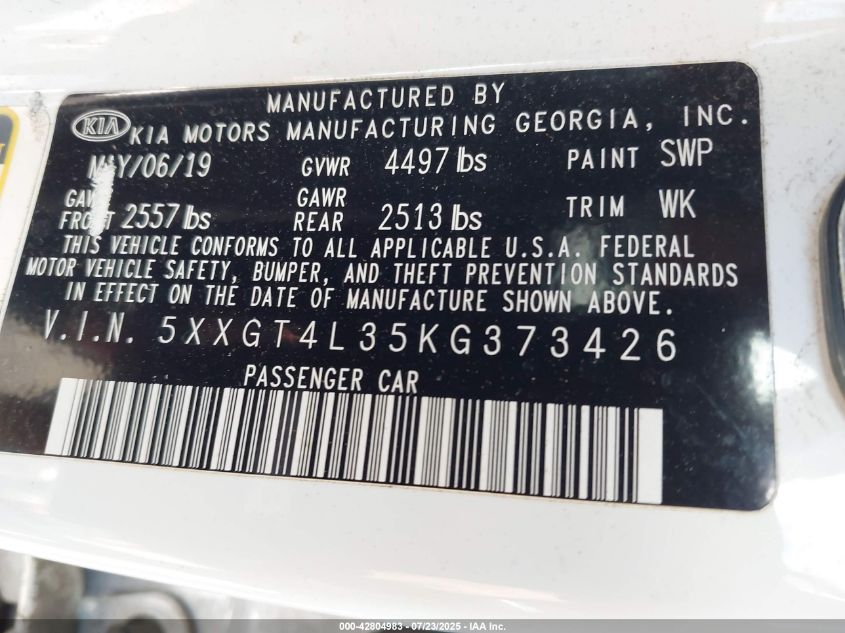 MANUFACTURED BY
KIA KIA MOTORS MANUFACTURING GEORGIA, INC.
MAY/06/19 GVWR 4497 lbs PAINT SWP
GAWR FRONT 2557 lbs GAWR REAR 2513 lbs TRIM WK
THIS VEHICLE CONFORMS TO ALL APPLICABLE U.S.A. FEDERAL
MOTOR VEHICLE SAFETY, BUMPER, AND THEFT PREVENTION STANDARDS
IN EFFECT ON THE DATE OF MANUFACTURE SHOWN ABOVE.
V.I.N. 5XXGT4L35KG373426
PASSENGER CAR
000-42804983 - 07/23/2025 - IAA Inc.